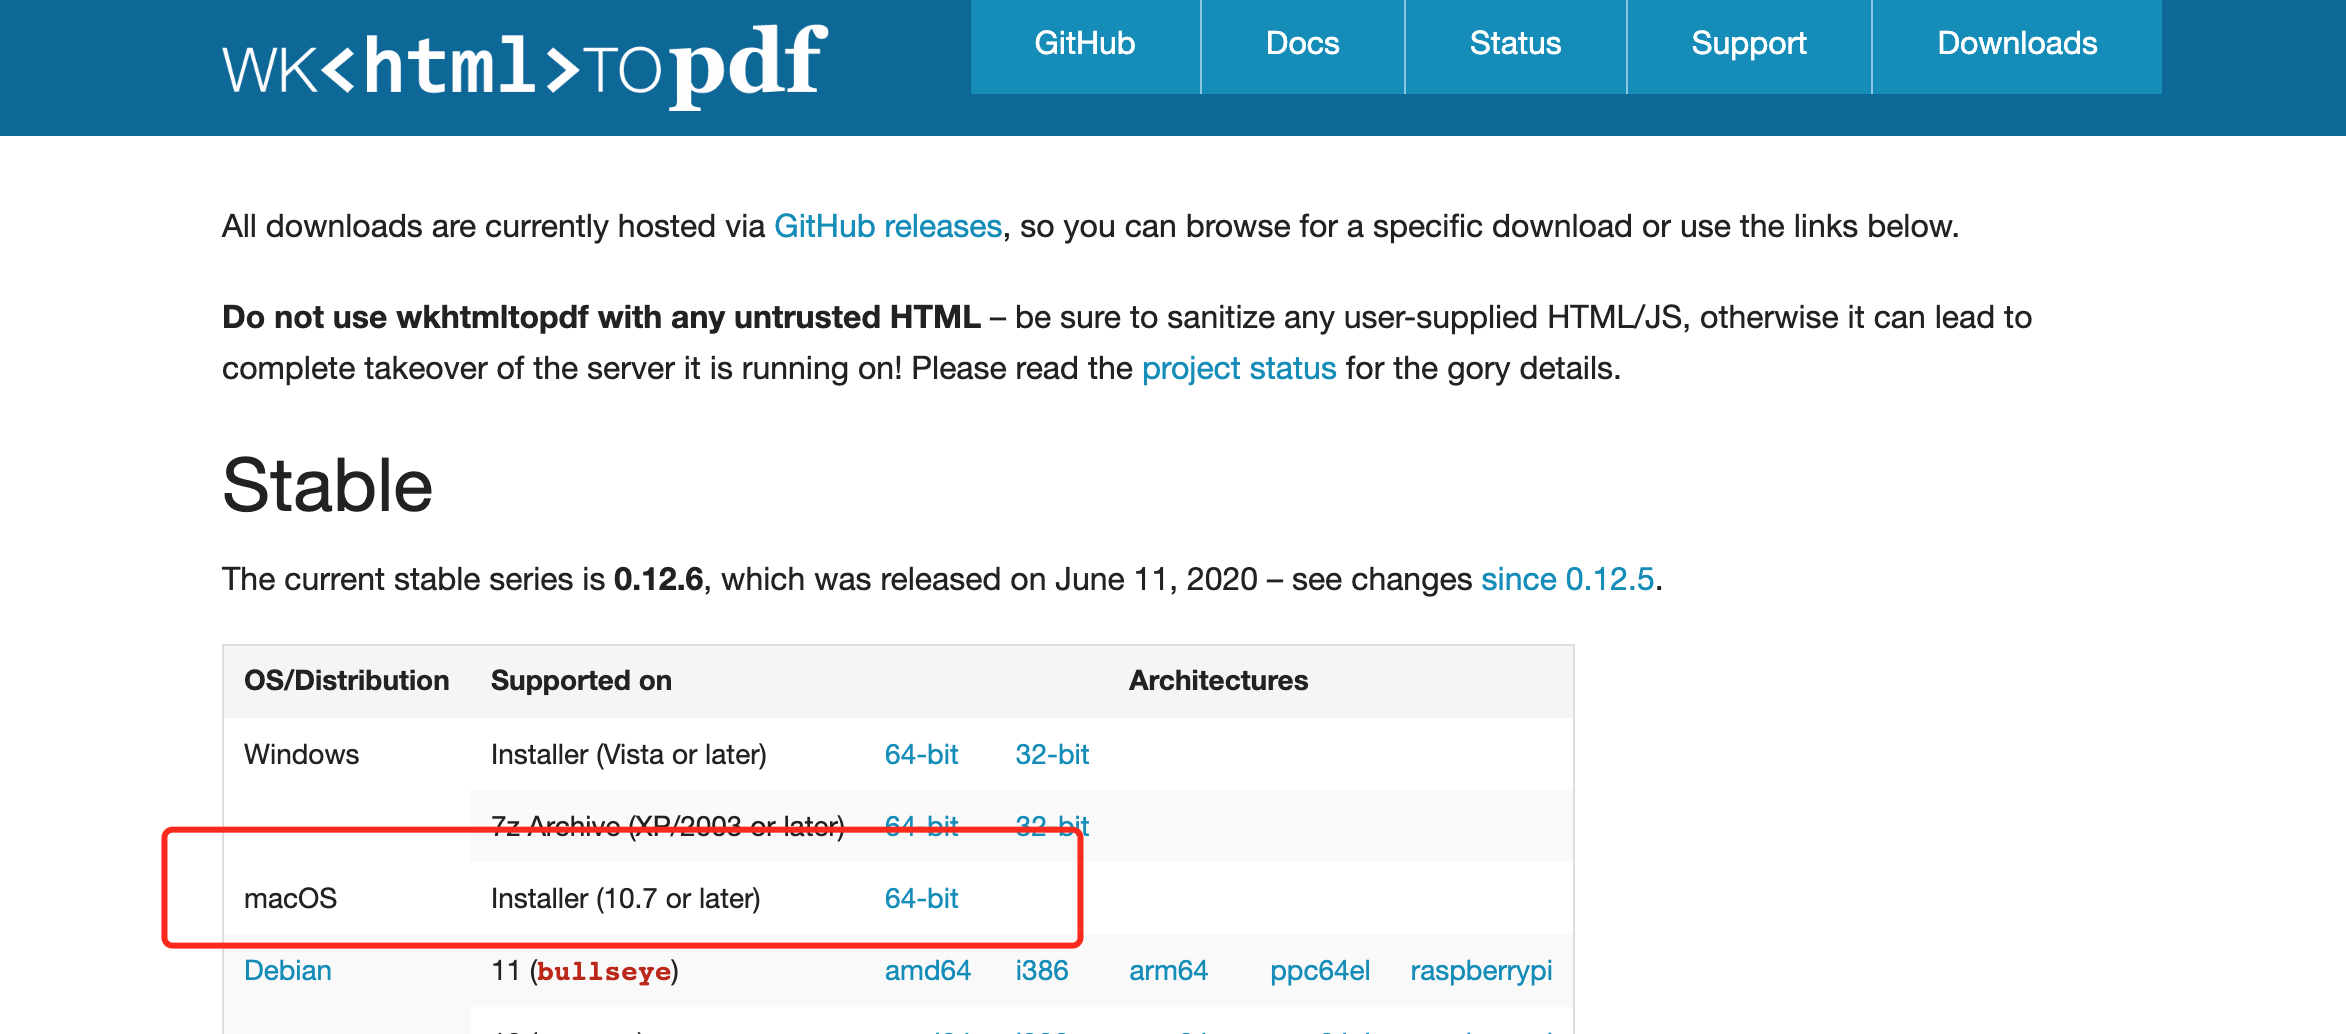 WK<html>TOpdf
GitHub Docs Status Support Downloads
All downloads are currently hosted via GitHub releases, so you can browse for a specific download or use the links below.
Do not use wkhtmltopdf with any untrusted HTML – be sure to sanitize any user-supplied HTML/JS, otherwise it can lead to
complete takeover of the server it is running on! Please read the project status for the gory details.
Stable
The current stable series is 0.12.6, which was released on June 11, 2020 – see changes since 0.12.5.
OS/Distribution Supported on Architectures
Windows Installer (Vista or later) 64-bit 32-bit
7z Archive (XP/2003 or later) 64-bit 32-bit
macOS Installer (10.7 or later) 64-bit
Debian 11 (bullseye) amd64 i386 arm64 ppc64el raspberrypi